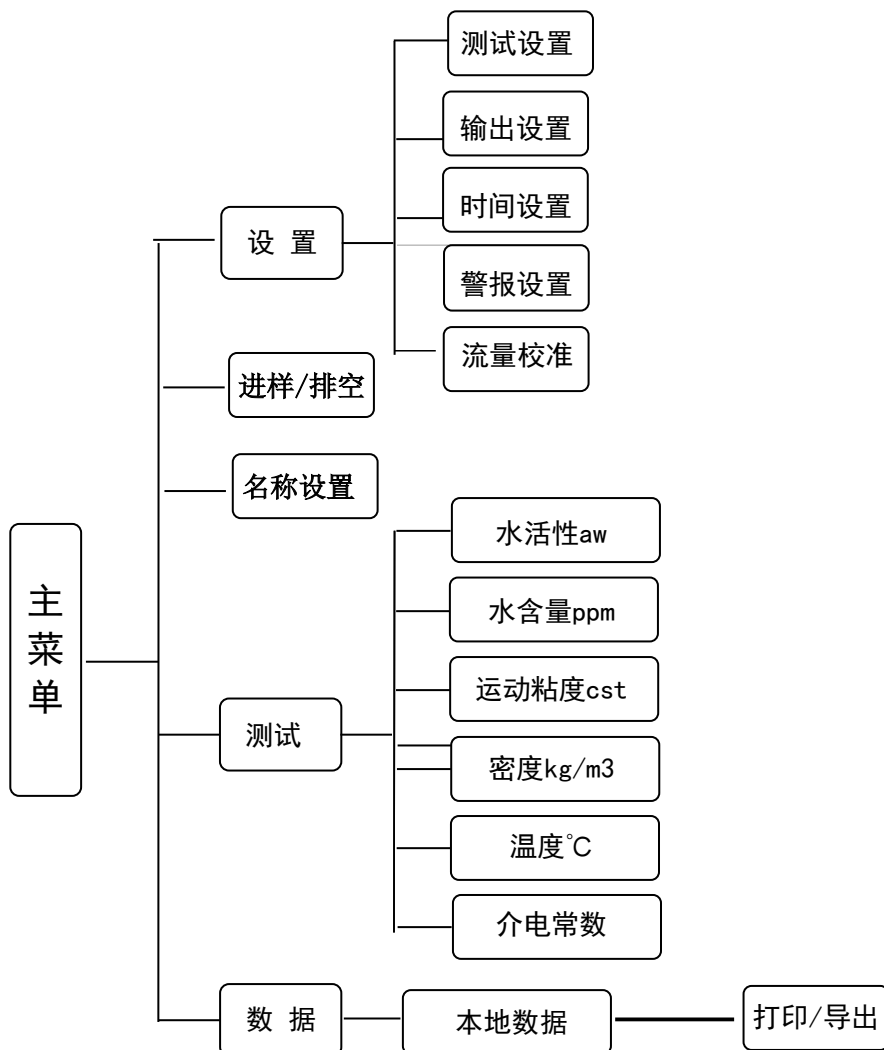 测试设置
输出设置
时间设置
设 置
警报设置
流量校准
进样/排空
名称设置
主
菜
单
水活性aw
水含量ppm
运动粘度cst
测试
密度kg/m3
温度℃
介电常数
数 据
本地数据
打印/导出